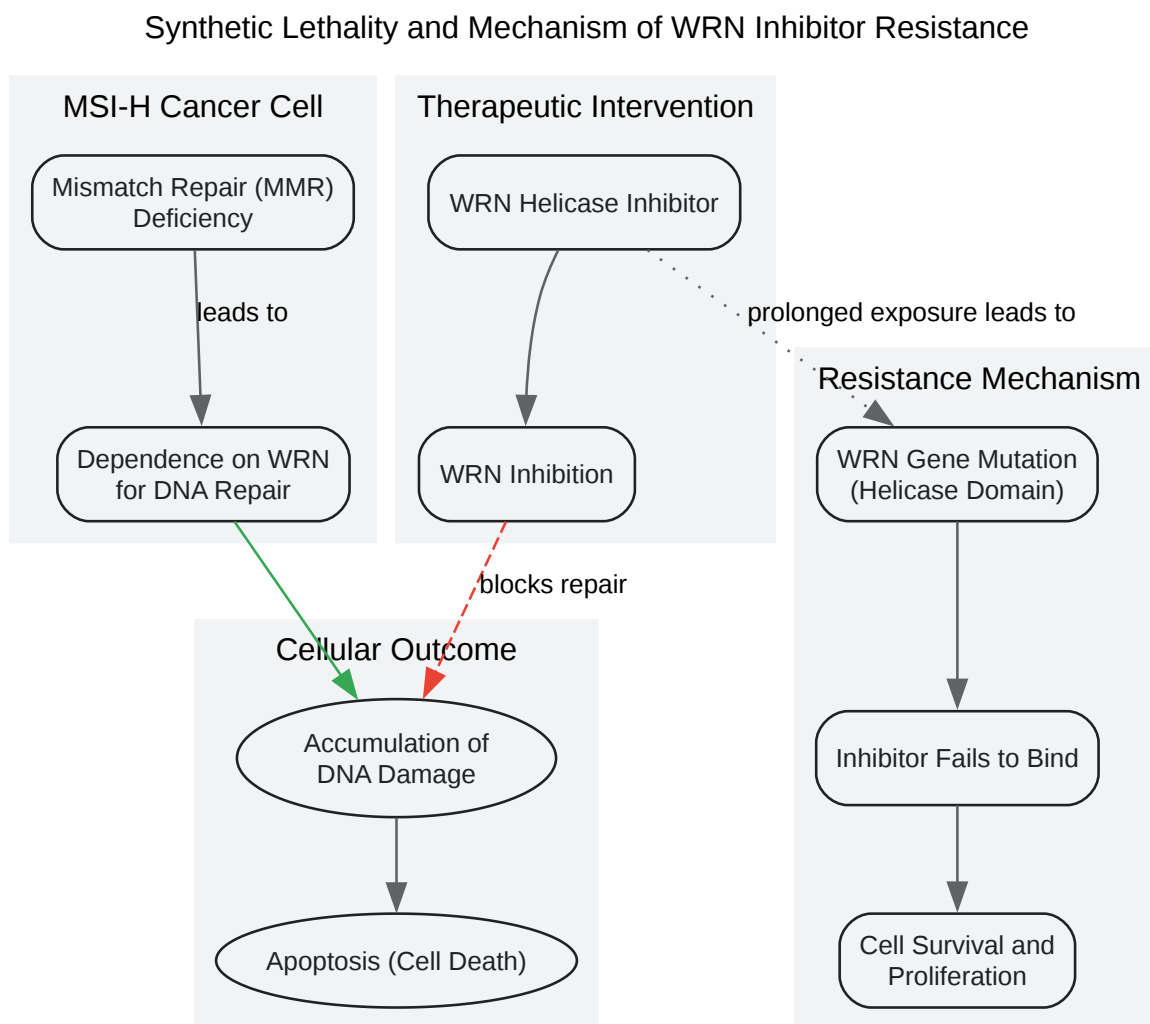 Synthetic Lethality and Mechanism of WRN Inhibitor Resistance
MSI-H Cancer Cell
Mismatch Repair (MMR)
Deficiency
leads to
Dependence on WRN
for DNA Repair
Therapeutic Intervention
WRN Helicase Inhibitor
WRN Inhibition
prolonged exposure leads to
blocks repair
Cellular Outcome
Accumulation of
DNA Damage
Apoptosis (Cell Death)
Resistance Mechanism
WRN Gene Mutation
(Helicase Domain)
Inhibitor Fails to Bind
Cell Survival and
Proliferation